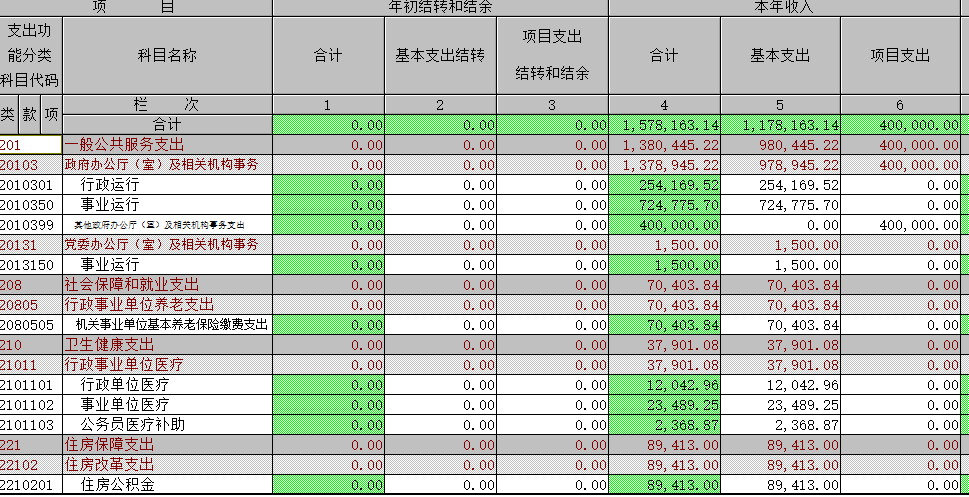 项 目 年初结转和结余 本年收入
支出功能分类科目代码 科目名称 合计 基本支出结转 项目支出结转和结余 合计 基本支出 项目支出
类 款 项 栏 次 1 2 3 4 5 6
合计 0.00 0.00 0.00 1,578,163.14 1,178,163.14 400,000.00
201 一般公共服务支出 0.00 0.00 0.00 1,380,445.22 980,445.22 400,000.00
20103 政府办公厅（室）及相关机构事务 0.00 0.00 0.00 1,378,945.22 978,945.22 400,000.00
2010301 行政运行 0.00 0.00 0.00 254,169.52 254,169.52 0.00
2010350 事业运行 0.00 0.00 0.00 724,775.70 724,775.70 0.00
2010399 其他政府办公厅（室）及相关机构事务支出 0.00 0.00 0.00 400,000.00 0.00 400,000.00
20131 党委办公厅（室）及相关机构事务 0.00 0.00 0.00 1,500.00 1,500.00 0.00
2013150 事业运行 0.00 0.00 0.00 1,500.00 1,500.00 0.00
208 社会保障和就业支出 0.00 0.00 0.00 70,403.84 70,403.84 0.00
20805 行政事业单位养老支出 0.00 0.00 0.00 70,403.84 70,403.84 0.00
2080505 机关事业单位基本养老保险缴费支出 0.00 0.00 0.00 70,403.84 70,403.84 0.00
210 卫生健康支出 0.00 0.00 0.00 37,901.08 37,901.08 0.00
21011 行政事业单位医疗 0.00 0.00 0.00 37,901.08 37,901.08 0.00
2101101 行政单位医疗 0.00 0.00 0.00 12,042.96 12,042.96 0.00
2101102 事业单位医疗 0.00 0.00 0.00 23,489.25 23,489.25 0.00
2101103 公务员医疗补助 0.00 0.00 0.00 2,368.87 2,368.87 0.00
221 住房保障支出 0.00 0.00 0.00 89,413.00 89,413.00 0.00
22102 住房改革支出 0.00 0.00 0.00 89,413.00 89,413.00 0.00
2210201 住房公积金 0.00 0.00 0.00 89,413.00 89,413.00 0.00